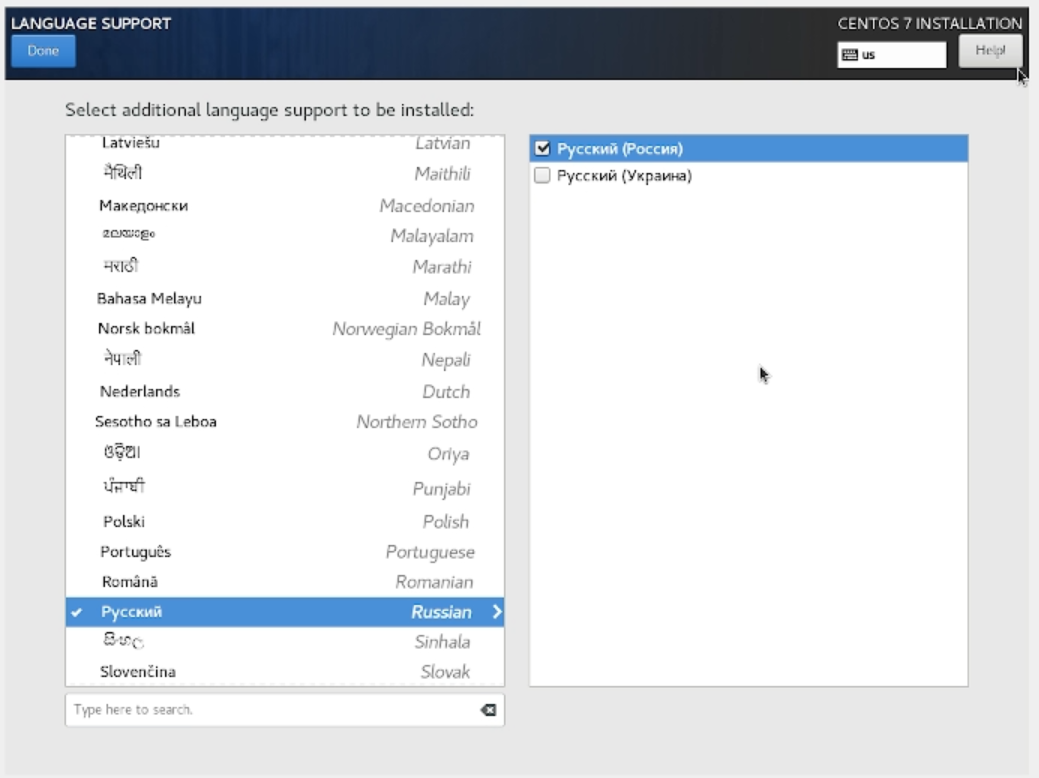 LANGUAGE SUPPORT
CENTOS 7 INSTALLATION
Done
us
Help!
Select additional language support to be installed:
Latviešu Latvian
मैथिली Maithili
Македонски Macedonian
മലയാളം Malayalam
मराठी Marathi
Bahasa Melayu Malay
Norsk bokmål Norwegian Bokmål
नेपाली Nepali
Nederlands Dutch
Sesotho sa Leboa Northern Sotho
ଓଡ଼ିଆ Oriya
ਪੰਜਾਬੀ Punjabi
Polski Polish
Português Portuguese
Română Romanian
Русский Russian
සිංහල Sinhala
Slovenčina Slovak
Type here to search.
Русский (Россия)
Русский (Украина)